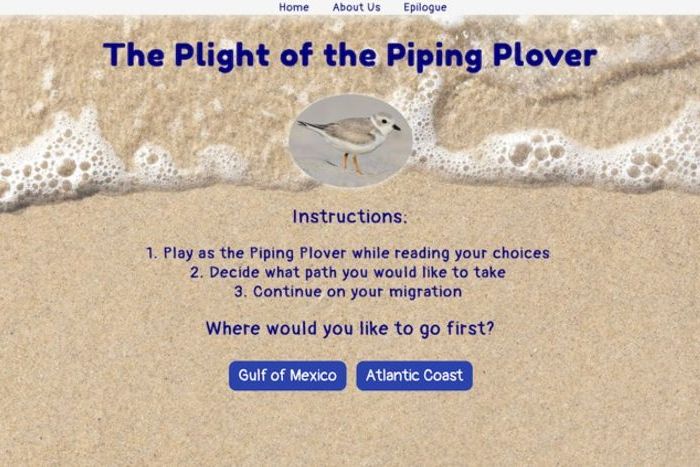 Home About Us Epilogue
The Plight of the Piping Plover
Instructions:
1. Play as the Piping Plover while reading your choices
2. Decide what path you would like to take
3. Continue on your migration
Where would you like to go first?
Gulf of Mexico Atlantic Coast